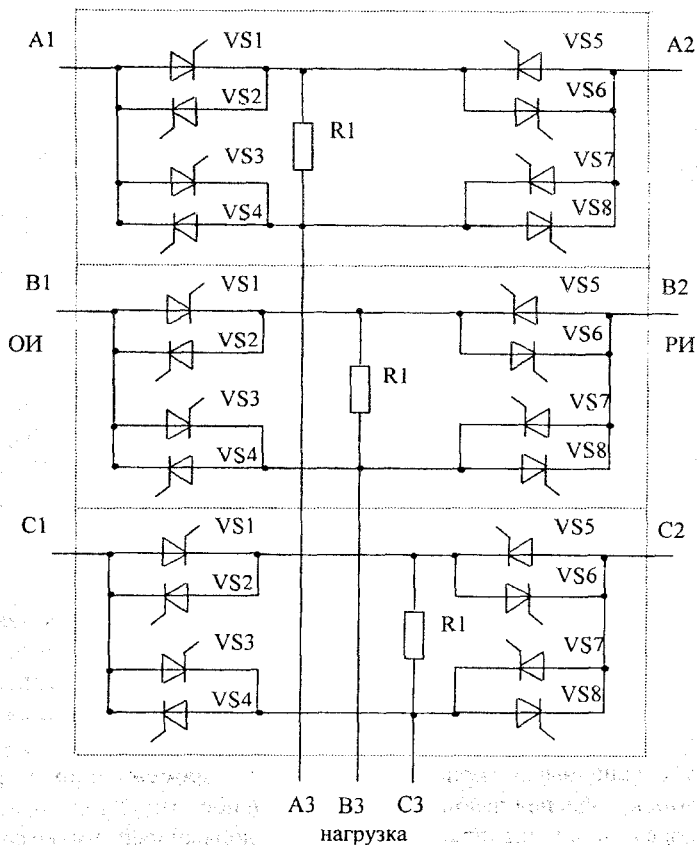 A1 VS1 VS5 A2
VS2 VS6
R1
VS3 VS7
VS4 VS8
B1 VS1 VS5 B2
ОИ VS2 VS6 РИ
R1
VS3 VS7
VS4 VS8
C1 VS1 VS5 C2
VS2 VS6
R1
VS3 VS7
VS4 VS8
A3 B3 C3
нагрузка